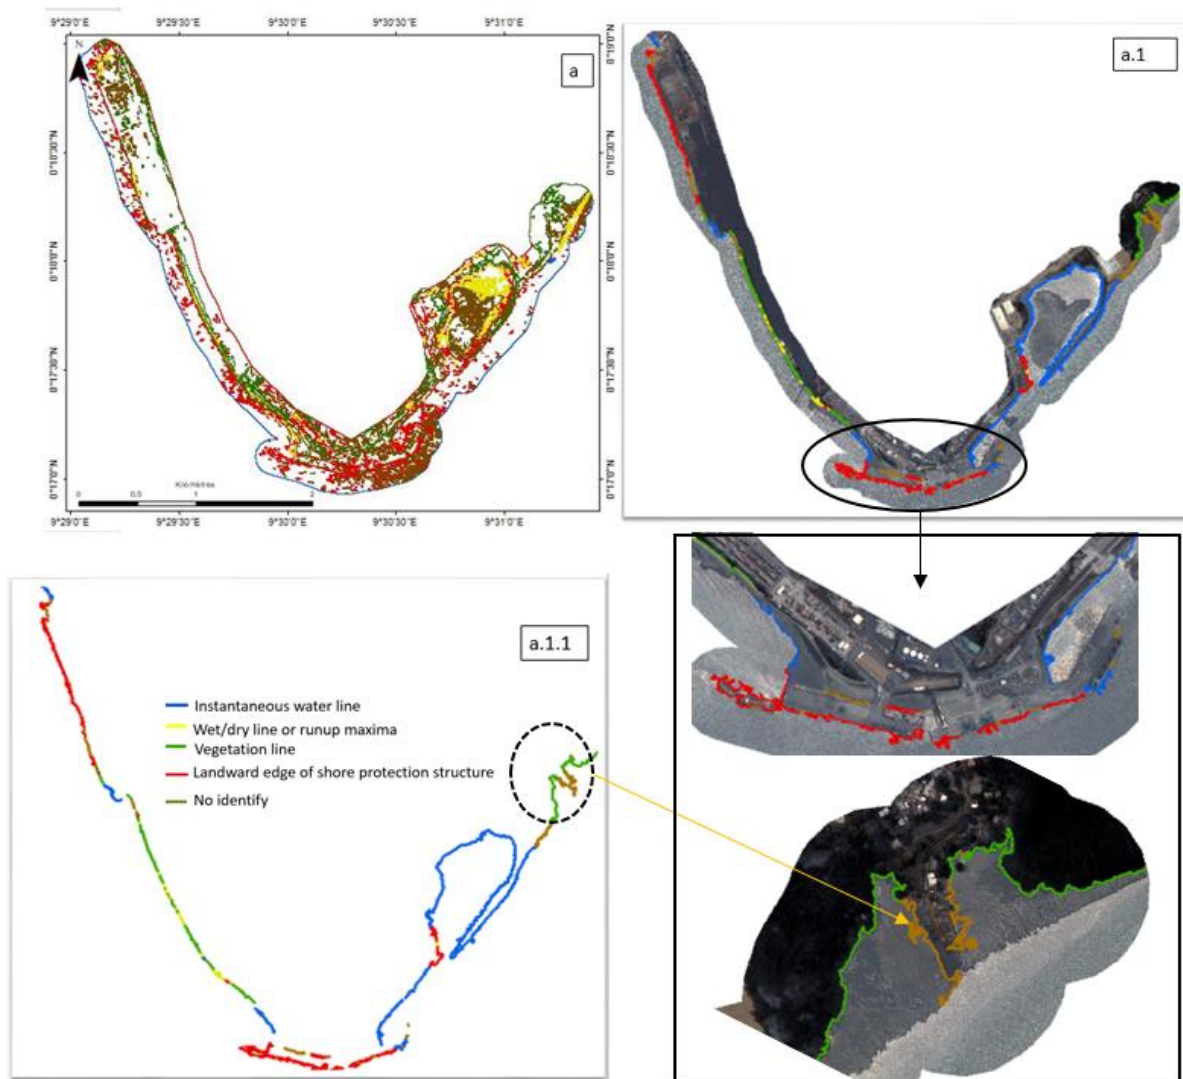 9°29'0"E 9°29'30"E 9°30'0"E 9°30'30"E 9°31'0"E
N
a
a.1
0°18'30"N
0°18'0"N
0°17'30"N
0°17'0"N
0°18'30"N
0°18'0"N
0°17'30"N
0°17'0"N
Kilomètres
0 0,5 1 2
9°29'0"E 9°29'30"E 9°30'0"E 9°30'30"E 9°31'0"E
a.1.1
Instantaneous water line
Wet/dry line or runup maxima
Vegetation line
Landward edge of shore protection structure
No identify